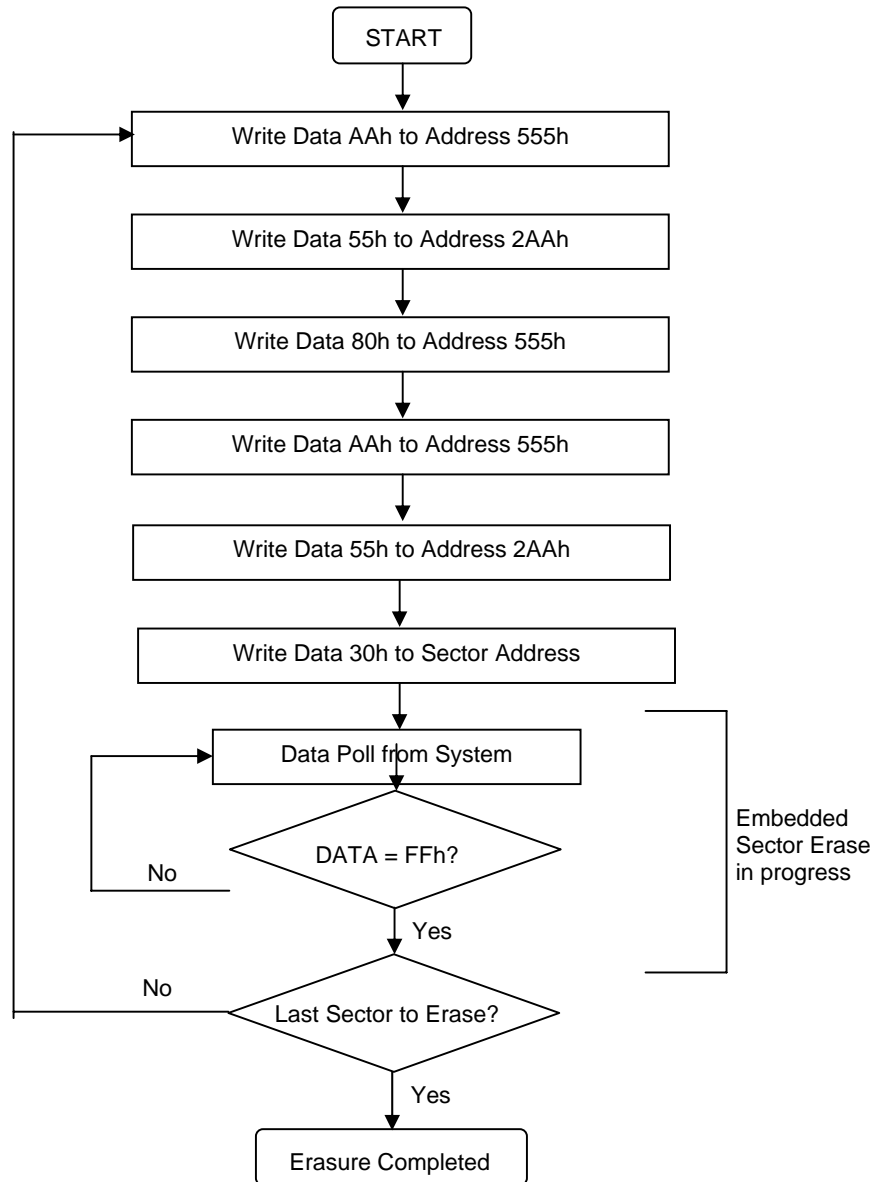 START
Write Data AAh to Address 555h
Write Data 55h to Address 2AAh
Write Data 80h to Address 555h
Write Data AAh to Address 555h
Write Data 55h to Address 2AAh
Write Data 30h to Sector Address
Data Poll from System
Embedded
Sector Erase
in progress
DATA = FFh?
No
Yes
No
Last Sector to Erase?
Yes
Erasure Completed